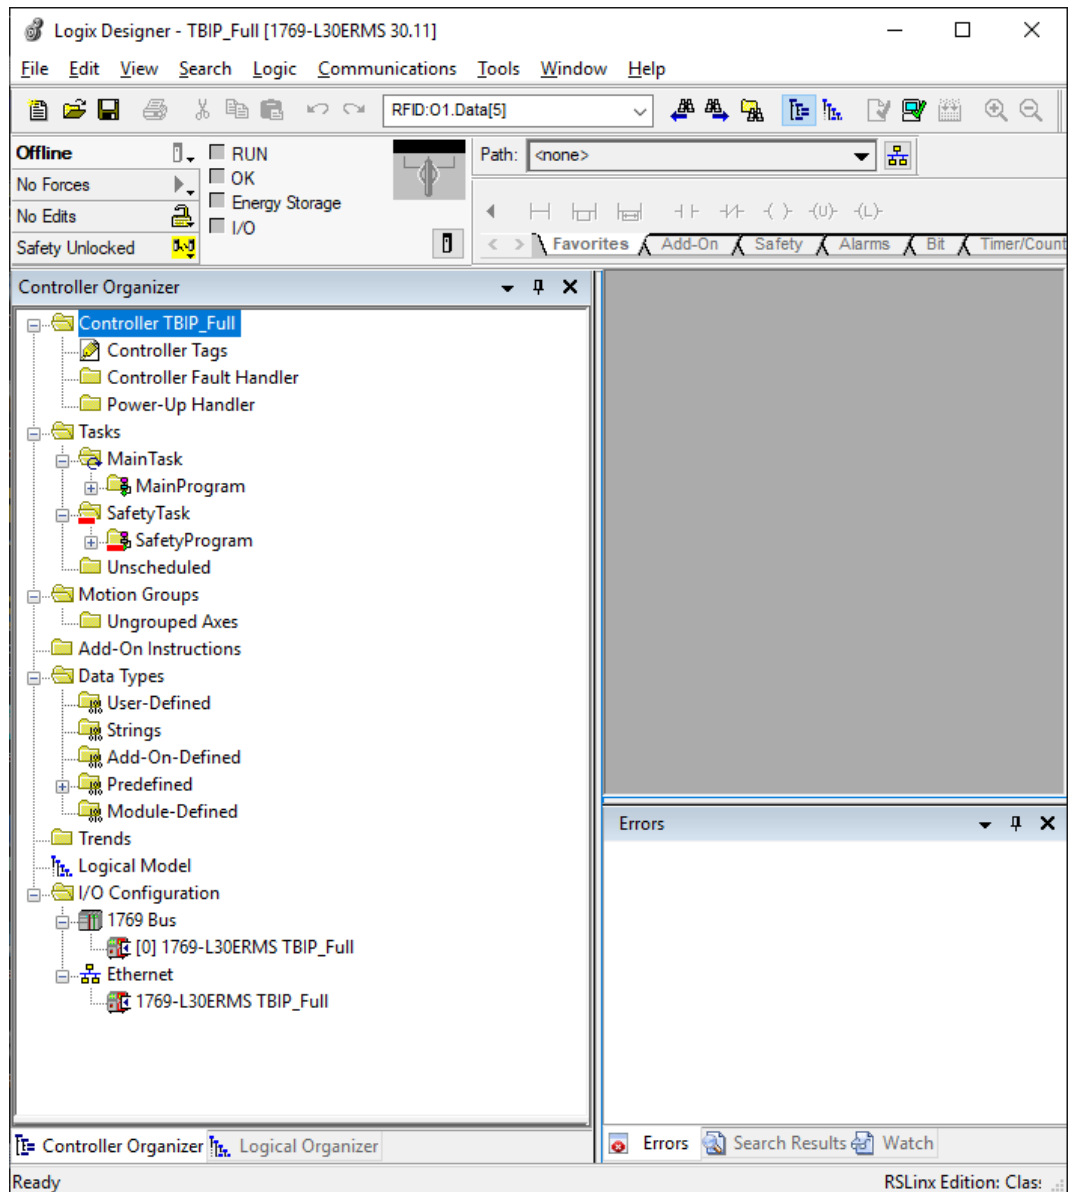 Logix Designer - TBIP_Full [1769-L30ERMS 30.11]
File Edit View Search Logic Communications Tools Window Help
RFID:O1.Data[5]
Offline
No Forces
No Edits
Safety Unlocked
RUN
OK
Energy Storage
I/O
Path: <none>
Favorites Add-On Safety Alarms Bit Timer/Count
Controller Organizer
Controller TBIP_Full
Controller Tags
Controller Fault Handler
Power-Up Handler
Tasks
MainTask
MainProgram
SafetyTask
SafetyProgram
Unscheduled
Motion Groups
Ungrouped Axes
Add-On Instructions
Data Types
User-Defined
Strings
Add-On-Defined
Predefined
Module-Defined
Trends
Logical Model
I/O Configuration
1769 Bus
[0] 1769-L30ERMS TBIP_Full
Ethernet
1769-L30ERMS TBIP_Full
Controller Organizer Logical Organizer
Errors
Errors Search Results Watch
Ready
RSLinx Edition: Clas